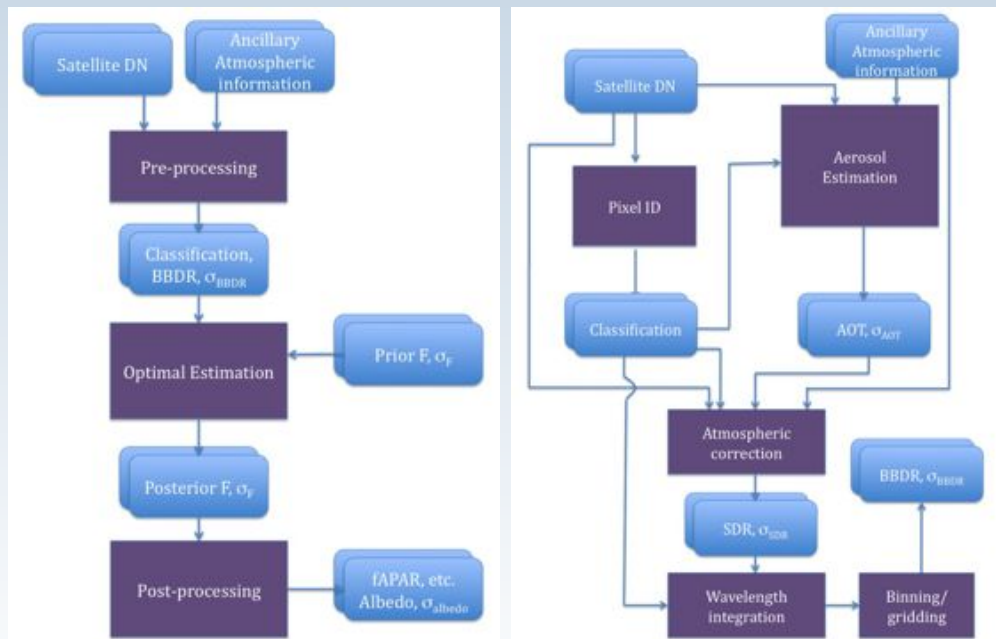 Satellite DN
Ancillary
Atmospheric
information
Pre-processing
Classification,
BBDR, σBBDR
Optimal Estimation
Prior F, σF
Posterior F, σF
Post-processing
fAPAR, etc.
Albedo, σalbedo
Satellite DN
Ancillary
Atmospheric
information
Aerosol
Estimation
Pixel ID
Classification
AOT, σAOT
Atmospheric
correction
BBDR, σBBDR
SDR, σSDR
Wavelength
integration
Binning/
gridding